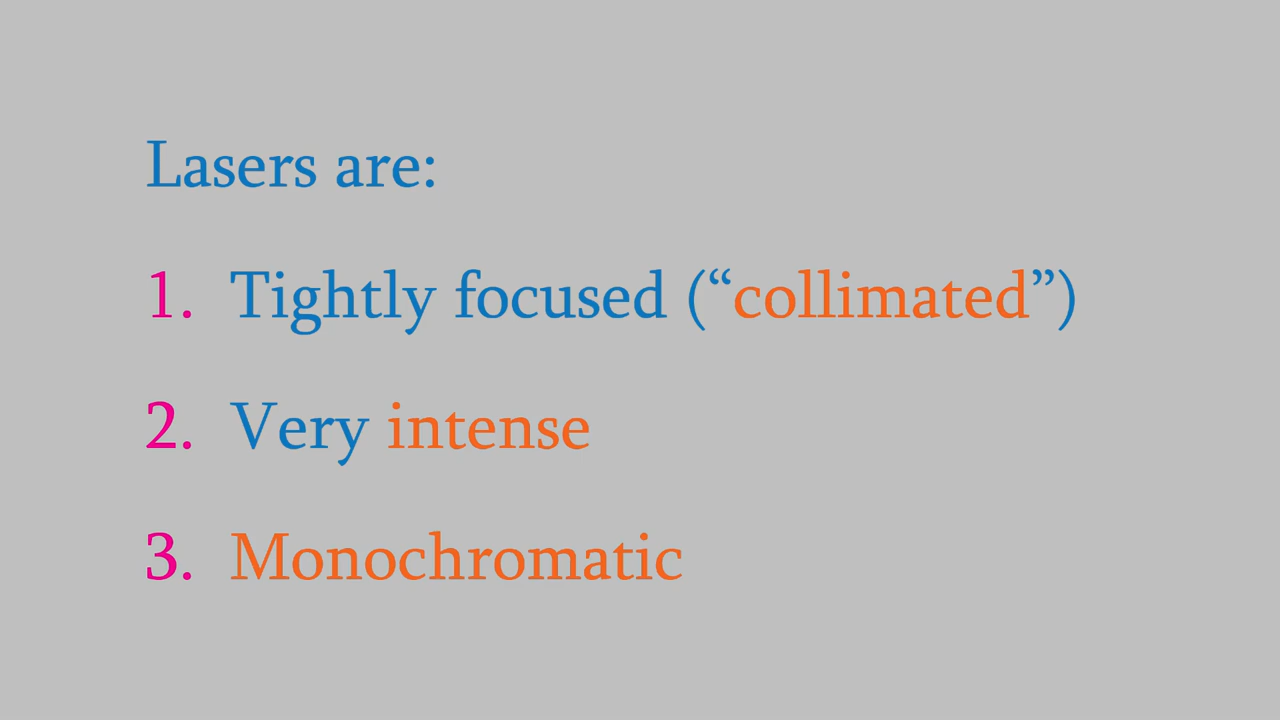 Lasers are:
1. Tightly focused (“collimated”)
2. Very intense
3. Monochromatic